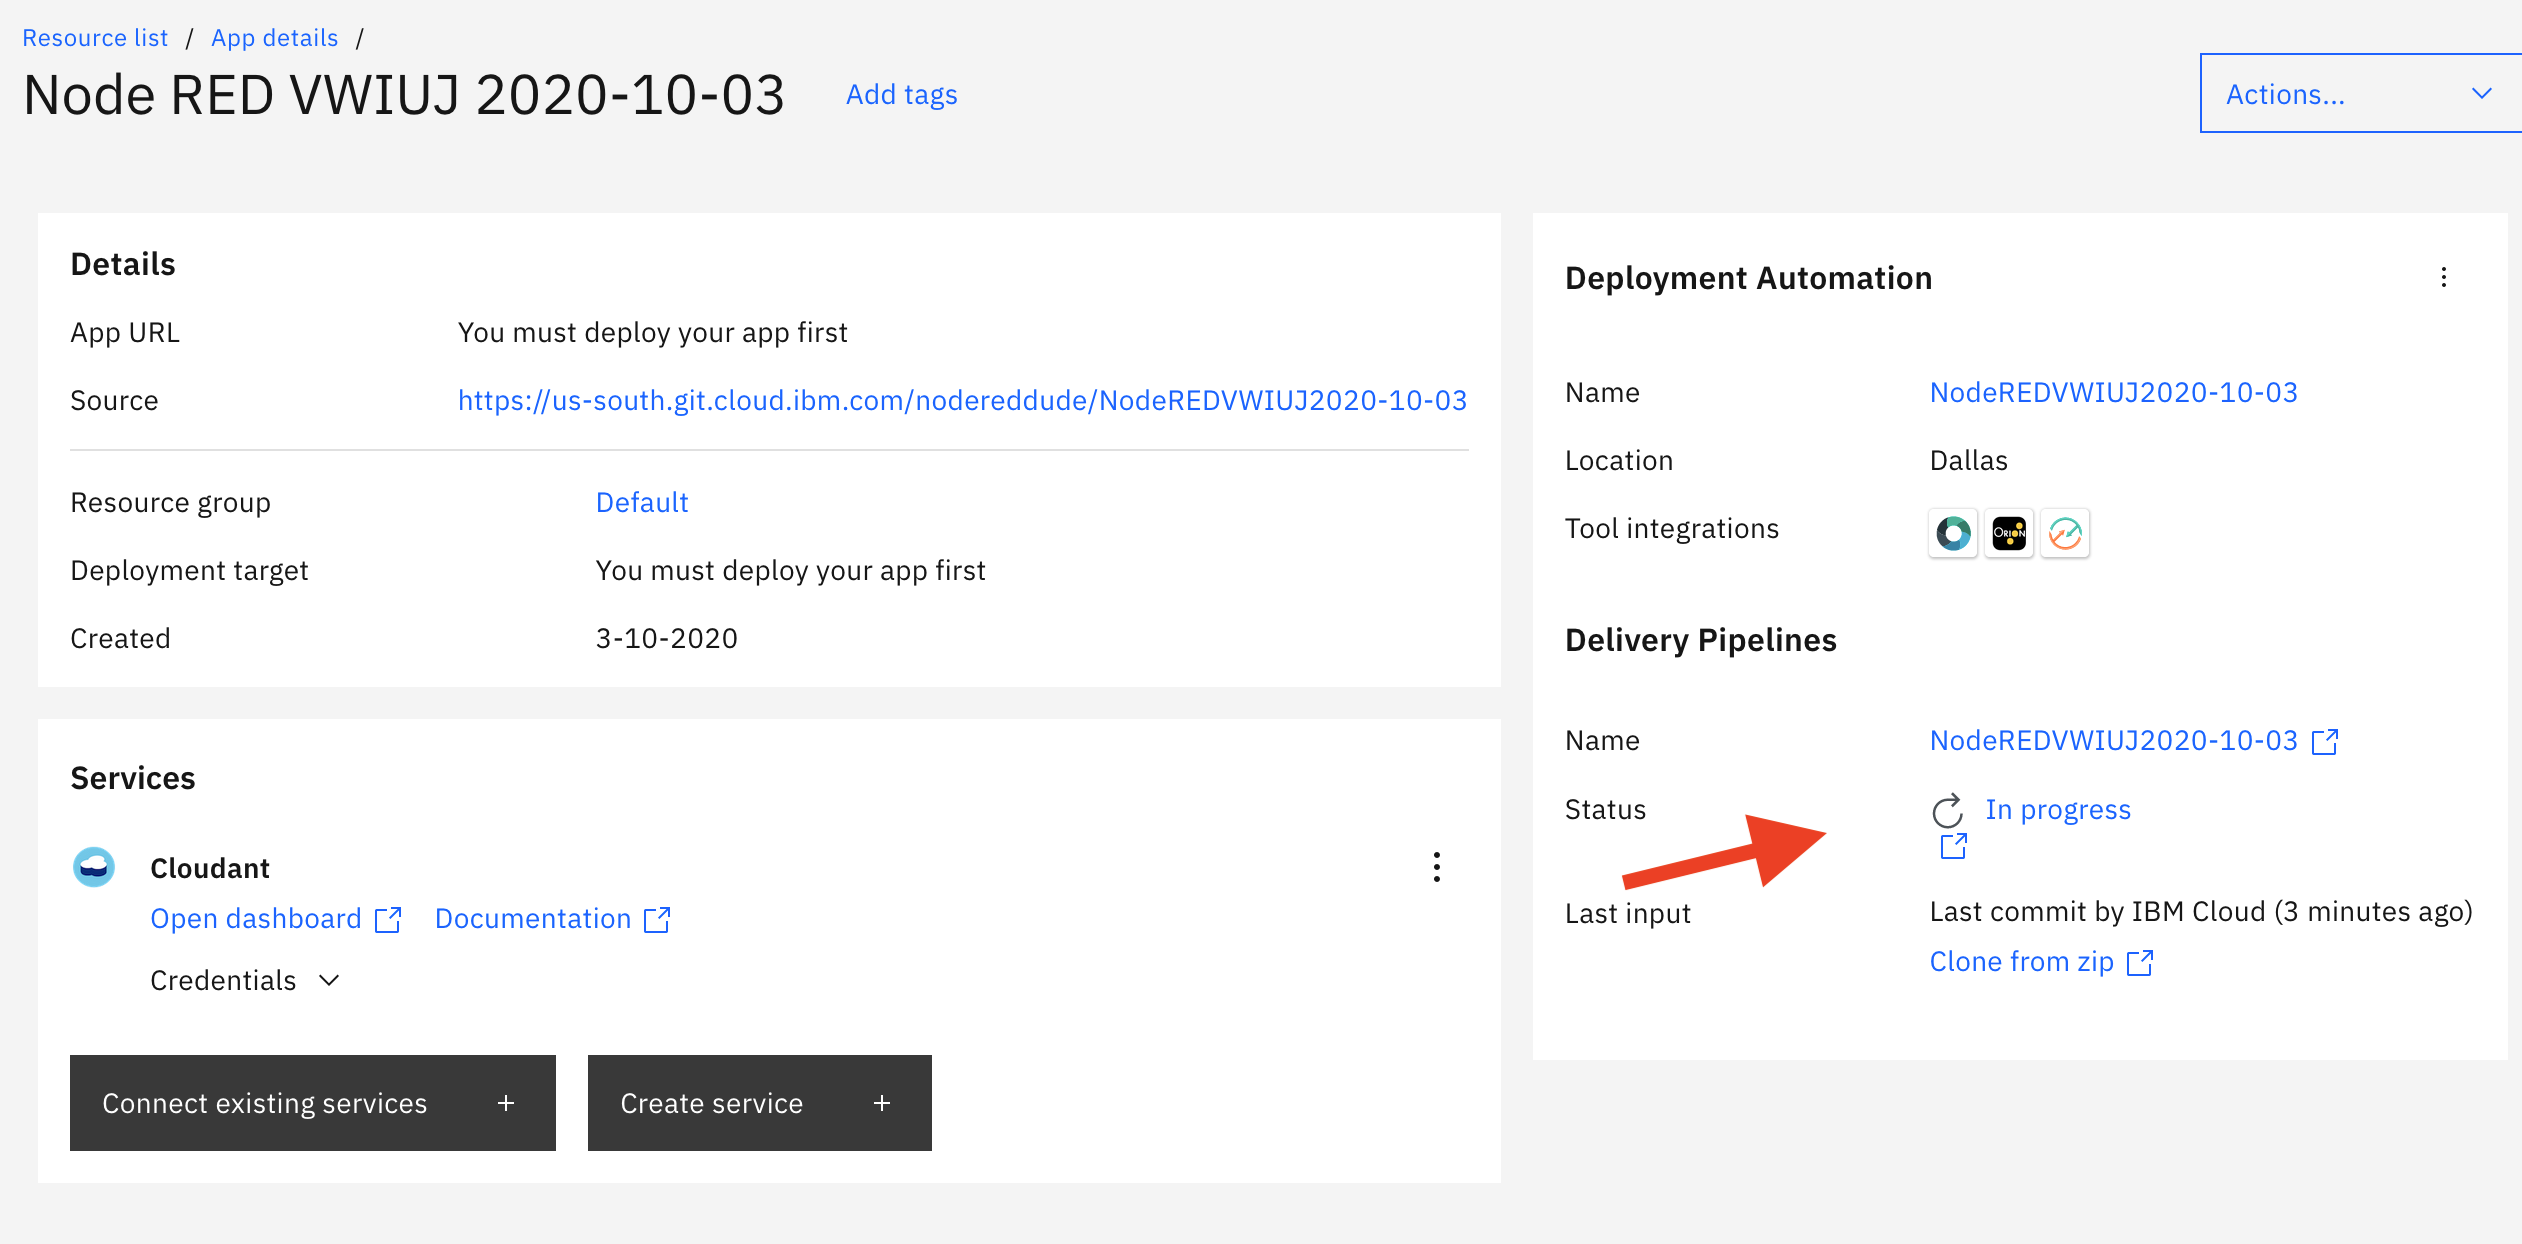 Resource list / App details /
Node RED VWIUJ 2020-10-03 Add tags
Actions...
Details
App URL You must deploy your app first
Source https://us-south.git.cloud.ibm.com/nodereddude/NodeREDVWIUJ2020-10-03
Resource group Default
Deployment target You must deploy your app first
Created 3-10-2020
Services
Cloudant
Open dashboard Documentation
Credentials
Connect existing services + Create service +
Deployment Automation
Name NodeREDVWIUJ2020-10-03
Location Dallas
Tool integrations ORION
Delivery Pipelines
Name NodeREDVWIUJ2020-10-03
Status In progress
Last input Last commit by IBM Cloud (3 minutes ago)
Clone from zip